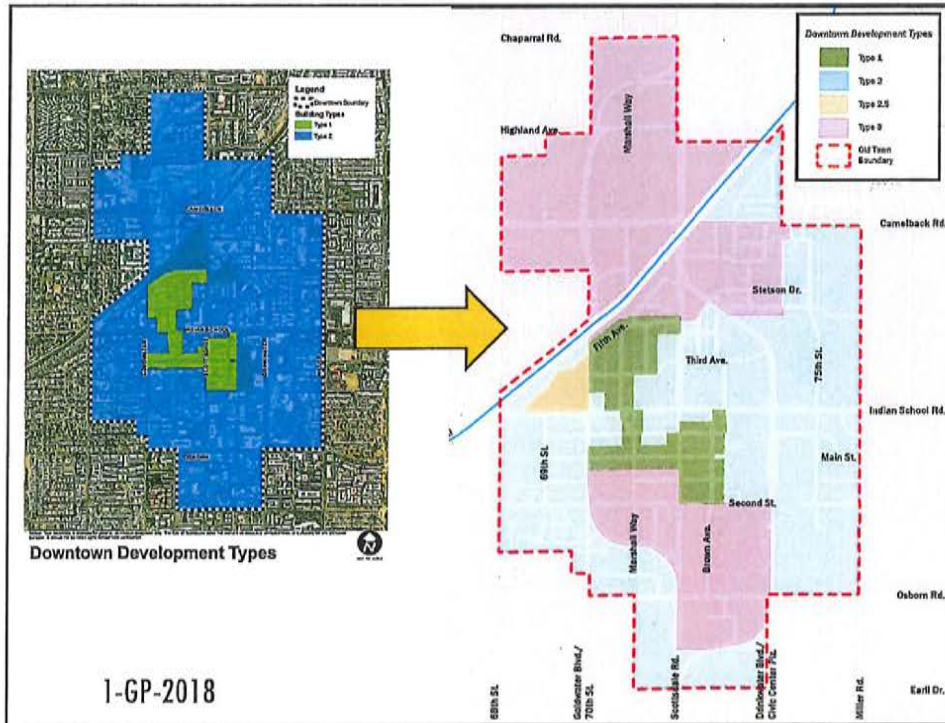 Legend
Downtown Boundary
Building Types
Type 1
Type 2
Downtown Development Types
1-GP-2018
Downtown Development Types
Type 1
Type 2
Type 2.5
Type 3
Old Town
Boundary
Chaparral Rd.
Highland Ave.
Marshall Way
Camelback Rd.
Stetson Dr.
Fifth Ave.
Third Ave.
75th St.
Indian School Rd.
69th St.
Main St.
Second St.
Marshall Way
Brown Ave.
Osborn Rd.
68th St.
Goldwater Blvd./
70th St.
Scottsdale Rd.
Drinkwater Blvd./
Civic Center Plz.
Miller Rd.
Earll Dr.